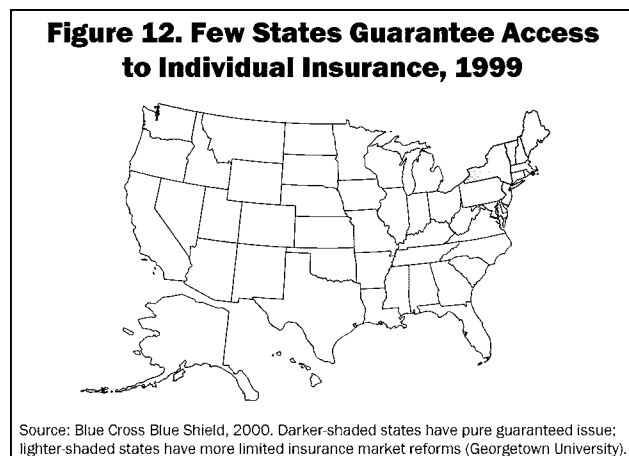 Figure 12. Few States Guarantee Access
to Individual Insurance, 1999
Source: Blue Cross Blue Shield, 2000. Darker-shaded states have pure guaranteed issue;
lighter-shaded states have more limited insurance market reforms (Georgetown University).